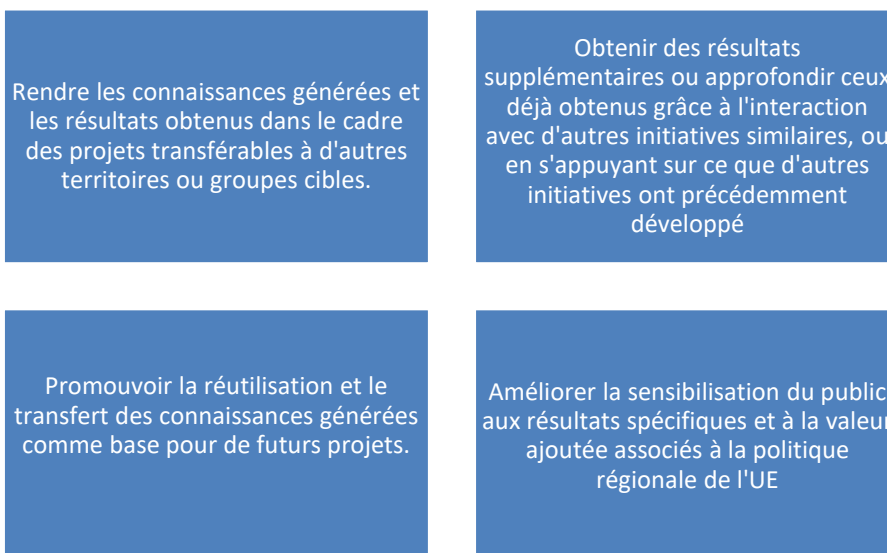 Rendre les connaissances générées et
les résultats obtenus dans le cadre
des projets transférables à d'autres
territoires ou groupes cibles.
Obtenir des résultats
supplémentaires ou approfondir ceux
déjà obtenus grâce à l'interaction
avec d'autres initiatives similaires, ou
en s'appuyant sur ce que d'autres
initiatives ont précédemment
développé
Promouvoir la réutilisation et le
transfert des connaissances générées
comme base pour de futurs projets.
Améliorer la sensibilisation du public
aux résultats spécifiques et à la valeur
ajoutée associés à la politique
régionale de l'UE